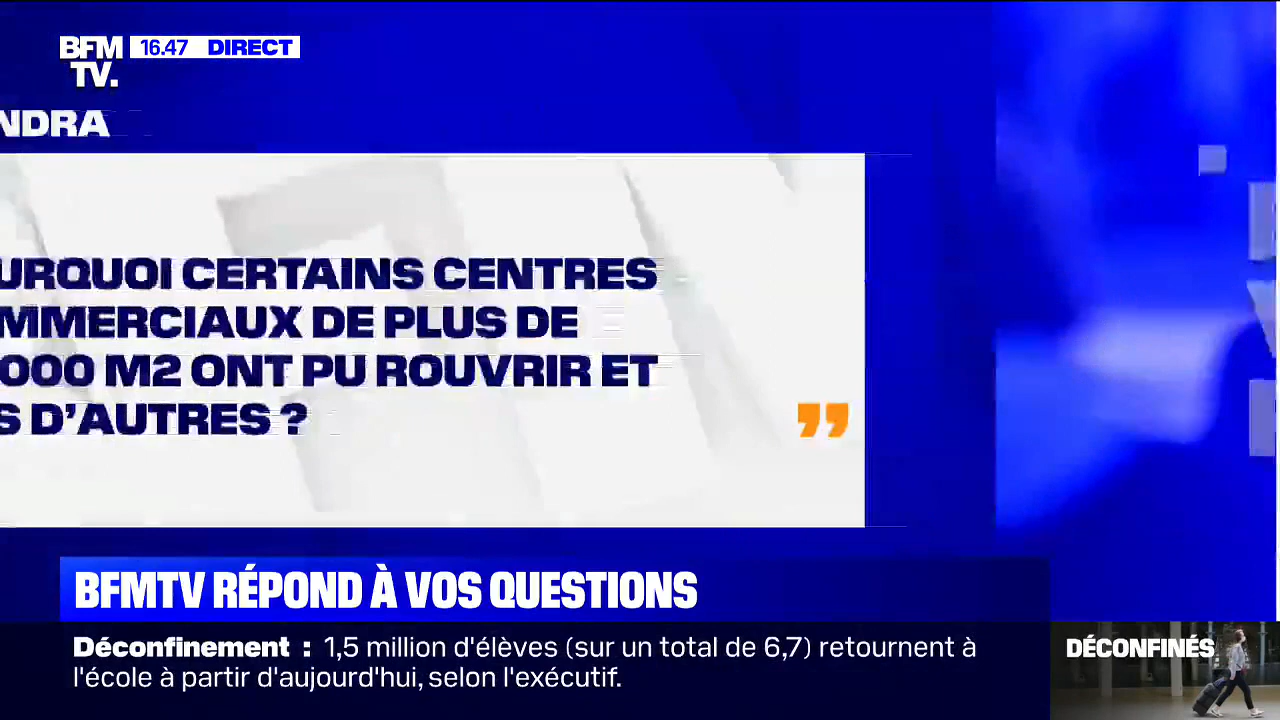 BFM 16.47 DIRECT
TV.
NDRA
URQUOI CERTAINS CENTRES
MMERCIAUX DE PLUS DE
000 M2 ONT PU ROUVRIR ET
S D'AUTRES ?
”
BFMTV RÉPOND À VOS QUESTIONS
Déconfinement : 1,5 million d'élèves (sur un total de 6,7) retournent à
l'école à partir d'aujourd'hui, selon l'exécutif.
DÉCONFINÉS